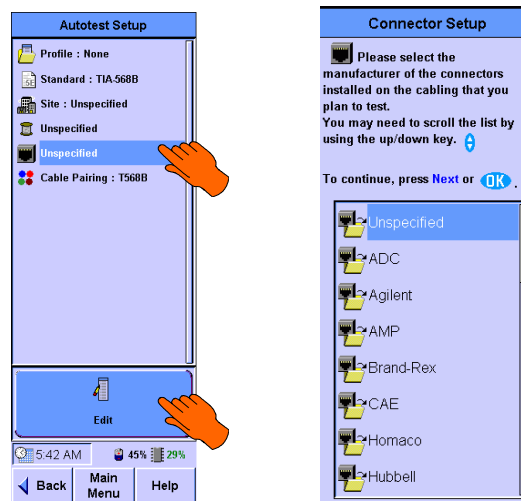 Autotest Setup
Profile : None
Standard : TIA-568B
Site : Unspecified
Unspecified
Unspecified
Cable Pairing : T568B
Edit
5:42 AM 45% 29%
Back
Main
Menu
Help
Connector Setup
Please select the
manufacturer of the connectors
installed on the cabling that you
plan to test.
You may need to scroll the list by
using the up/down key.
To continue, press Next or OK .
Unspecified
ADC
Agilent
AMP
Brand-Rex
CAE
Homaco
Hubbell